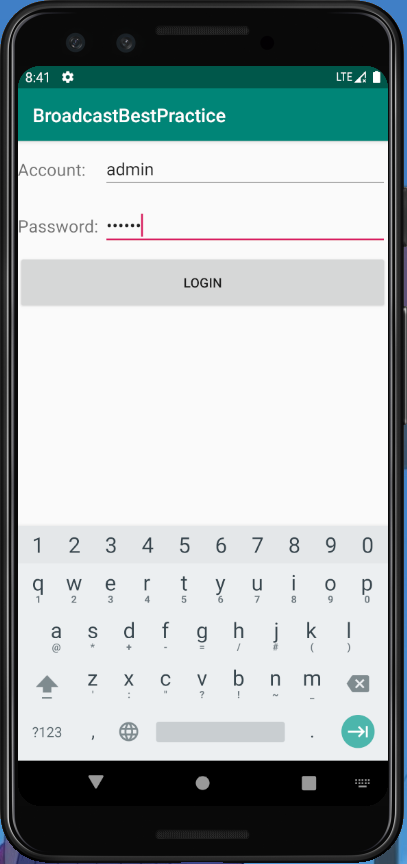 8:41 LTE
BroadcastBestPractice
Account: admin
Password: ••••••
LOGIN
1 2 3 4 5 6 7 8 9 0
q w e r t y u i o p
1 2 3 4 5 6 7 8 9 0
a s d f g h j k l
@ * + - = / # ( )
z x c v b n m
' : " ? ! ~ _
?123 , .